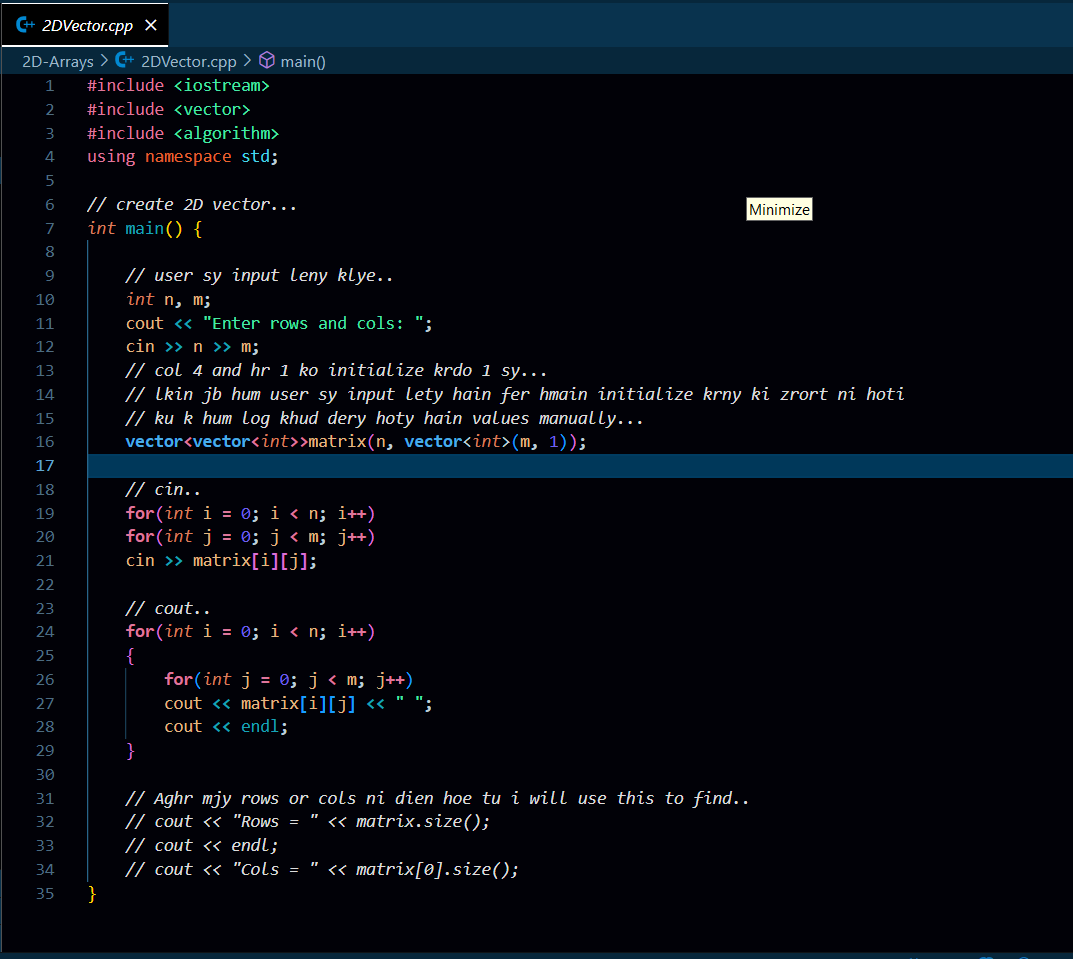 2DVector.cpp
2D-Arrays > 2DVector.cpp > main()
1 #include <iostream>
2 #include <vector>
3 #include <algorithm>
4 using namespace std;
5
6 // create 2D vector...
Minimize
7 int main() {
8
9 // user sy input leny klye..
10 int n, m;
11 cout << "Enter rows and cols: ";
12 cin >> n >> m;
13 // col 4 and hr 1 ko initialize krdo 1 sy...
14 // lkin jb hum user sy input lety hain fer hmain initialize krny ki zrort ni hoti
15 // ku k hum log khud dery hoty hain values manually...
16 vector<vector<int>>matrix(n, vector<int>(m, 1));
17
18 // cin..
19 for(int i = 0; i < n; i++)
20 for(int j = 0; j < m; j++)
21 cin >> matrix[i][j];
22
23 // cout..
24 for(int i = 0; i < n; i++)
25 {
26 for(int j = 0; j < m; j++)
27 cout << matrix[i][j] << " ";
28 cout << endl;
29 }
30
31 // Aghr mjy rows or cols ni dien hoe tu i will use this to find..
32 // cout << "Rows = " << matrix.size();
33 // cout << endl;
34 // cout << "Cols = " << matrix[0].size();
35 }